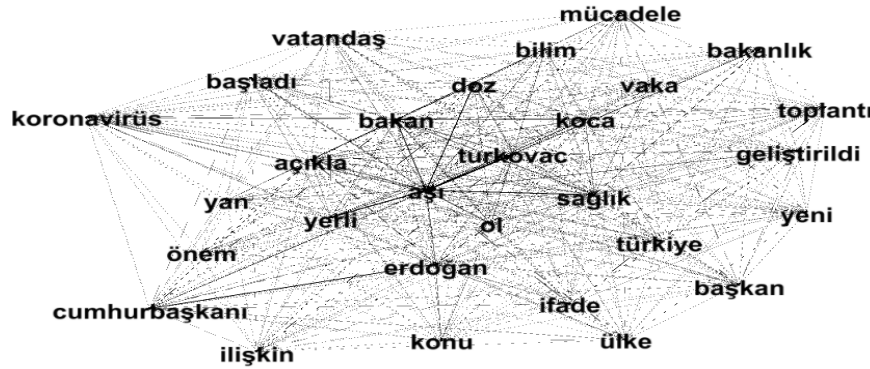 mücadele
vatandaş
bilim
bakanlık
başladı
doz
vaka
koronavirüs
bakan
koca
toplantı
açıkla
turkovac
geliştirildi
yan
aşı
sağlık
yerli
ol
yeni
önem
türkiye
erdoğan
başkan
cumhurbaşkanı
ifade
ilişkin
konu
ülke